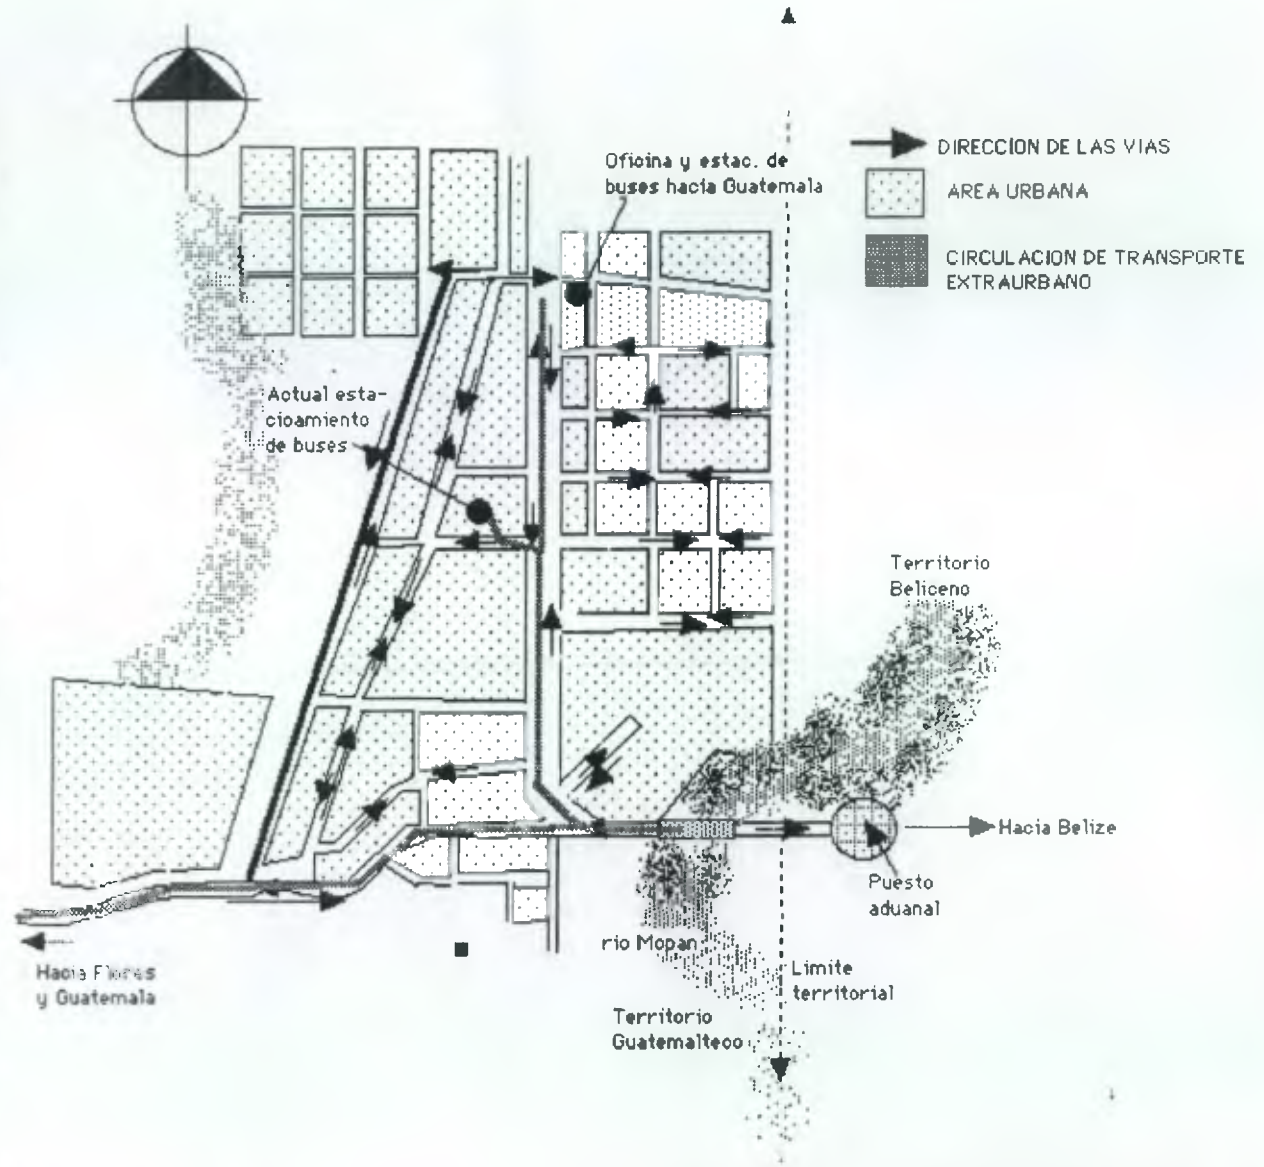 Oficina y estac. de
buses hacia Guatemala
DIRECCION DE LAS VIAS
AREA URBANA
CIRCULACION DE TRANSPORTE
EXTRAURBANO
Actual esta-
cioamiento
de buses
Territorio
Beliceno
Hacia Belize
Puesto
aduanal
rio Mopan
Hacia Flores
y Guatemala
Limite
territorial
Territorio
Guatemalteco